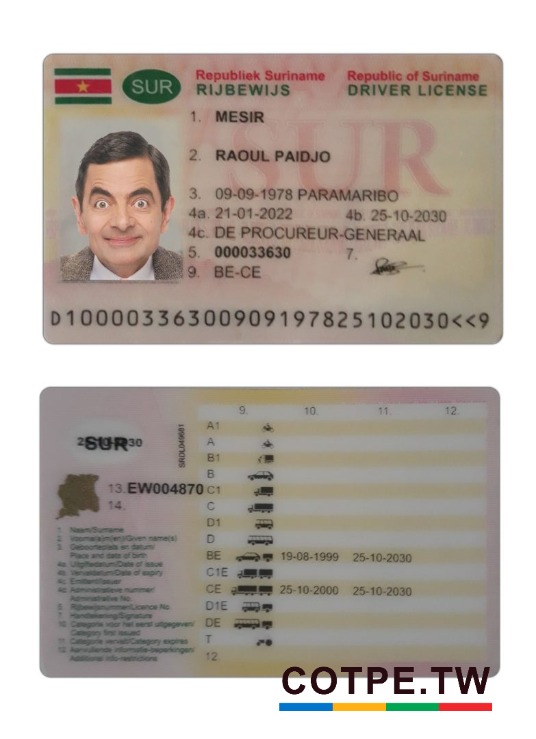 SUR
Republiek Suriname Republic of Suriname
RIJBEWIJS DRIVER LICENSE
1. MESIR
2. RAOUL PAIDJO
3. 09-09-1978 PARAMARIBO
4a. 21-01-2022 4b. 25-10-2030
4c. DE PROCUREUR-GENERAAL
5. 000033630 7.
9. BE-CE
SUR
D10000336300909197825102030<<9
9. 10. 11. 12.
A1
A
SUR
SRDL049681
B1
B
13. EW004870
C1
14.
C
D1
D
BE 19-08-1999 25-10-2030
C1E
CE 25-10-2000 25-10-2030
D1E
DE
T
12.
1. Naam/Surname
2. Voorna(a)m(en)/Given name(s)
3. Geboorteplaats en datum/
Place and date of birth
4a. Uitgiftedatum/Date of issue
4b. Vervaldatum/Date of expiry
4c. Emittent/Issuer
4d. Administratieve nummer/
Administrative No.
5. Rijbewijsnummer/Licence No.
7. Handtekening/Signature
10. Categorie voor het eerst uitgegeven/
Category first issued
11. Categorie vervalt/Category expires
12. Aanvullende informatie-beperkingen/
Additional info-restrictions
COTPE.TW